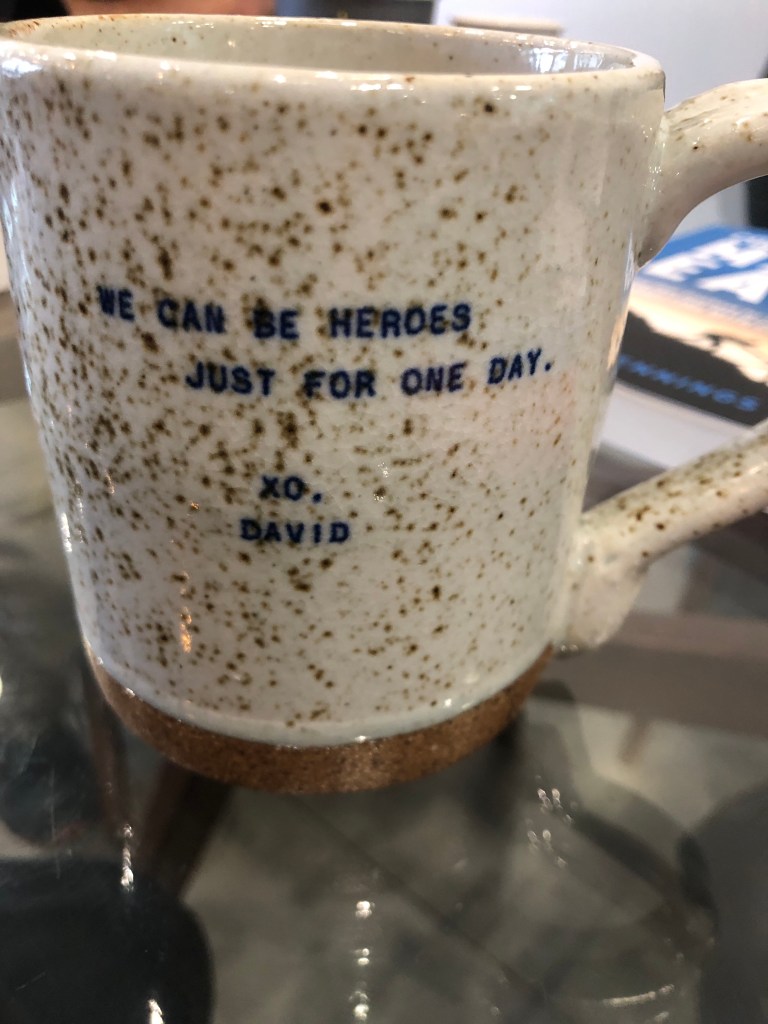 WE CAN BE HEROES
JUST FOR ONE DAY.
XO.
DAVID